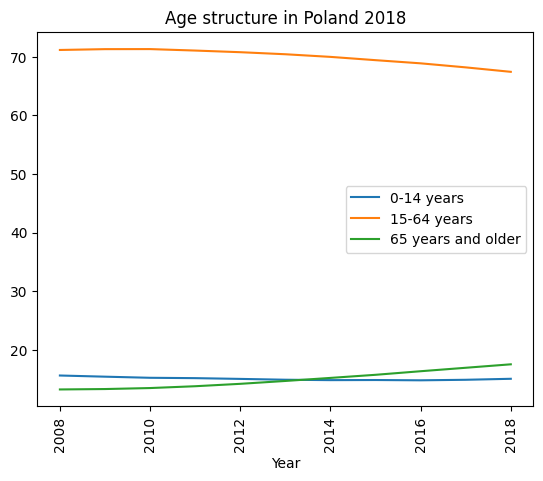 Age structure in Poland 2018
70
60
50
40
30
20
0-14 years
15-64 years
65 years and older
2008
2010
2012
2014
2016
2018
Year